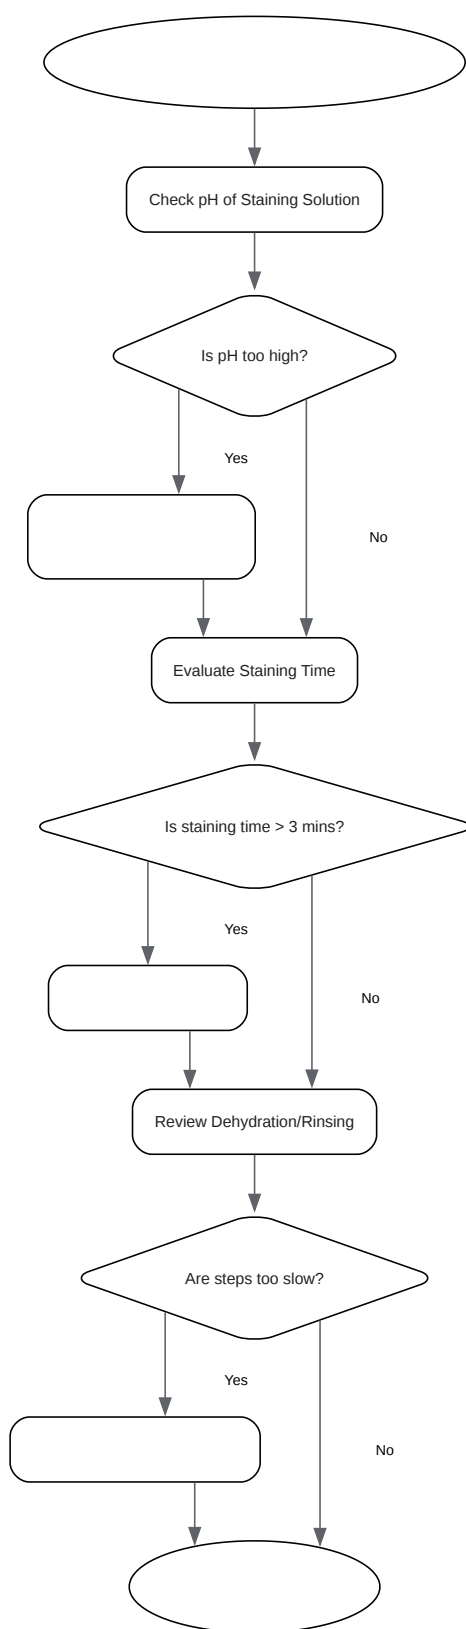 Check pH of Staining Solution
Is pH too high?
Yes
No
Evaluate Staining Time
Is staining time > 3 mins?
Yes
No
Review Dehydration/Rinsing
Are steps too slow?
Yes
No